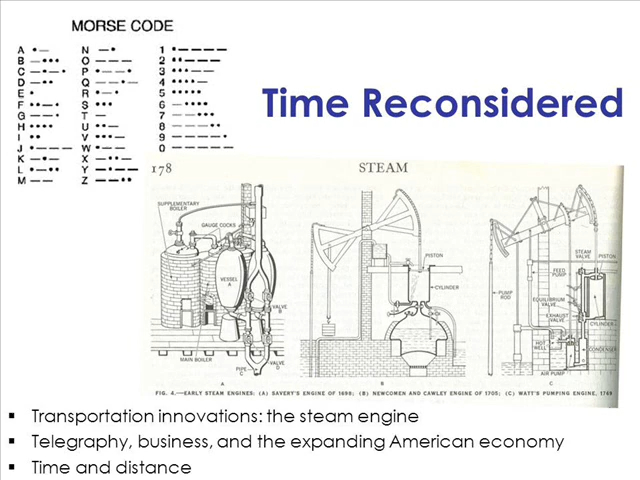 MORSE CODE
A •—
B —•••
C —•—•
D —••
E •
F ••—•
G ——•
H ••••
I ••
J •———
K —•—
L •—••
M ——
N —•
O ———
P •——•
Q ——•—
R •—•
S •••
T —
U ••—
V •••—
W •——
X —••—
Y —•——
Z ——••
1 •————
2 ••———
3 •••——
4 ••••—
5 •••••
6 —••••
7 ——•••
8 ———••
9 ————•
0 —————
Time Reconsidered
178 STEAM
SUPPLEMENTARY
BOILER
GAUGE COCKS
VESSEL
A
VALVE
B
MAIN BOILER
PIPE
C
VALVE
D
A
PISTON
CYLINDER
B
STEAM
VALVE
PISTON
FEED
PUMP
PUMP
ROD
EQUILIBRIUM
VALVE
EXHAUST
VALVE
CYLINDER
HOT
WELL
CONDENSER
AIR PUMP
C
FIG. 4.—EARLY STEAM ENGINES: (A) SAVERY'S ENGINE OF 1698; (B) NEWCOMEN AND CAWLEY ENGINE OF 1705; (C) WATT'S PUMPING ENGINE, 1769
▪ Transportation innovations: the steam engine
▪ Telegraphy, business, and the expanding American economy
▪ Time and distance